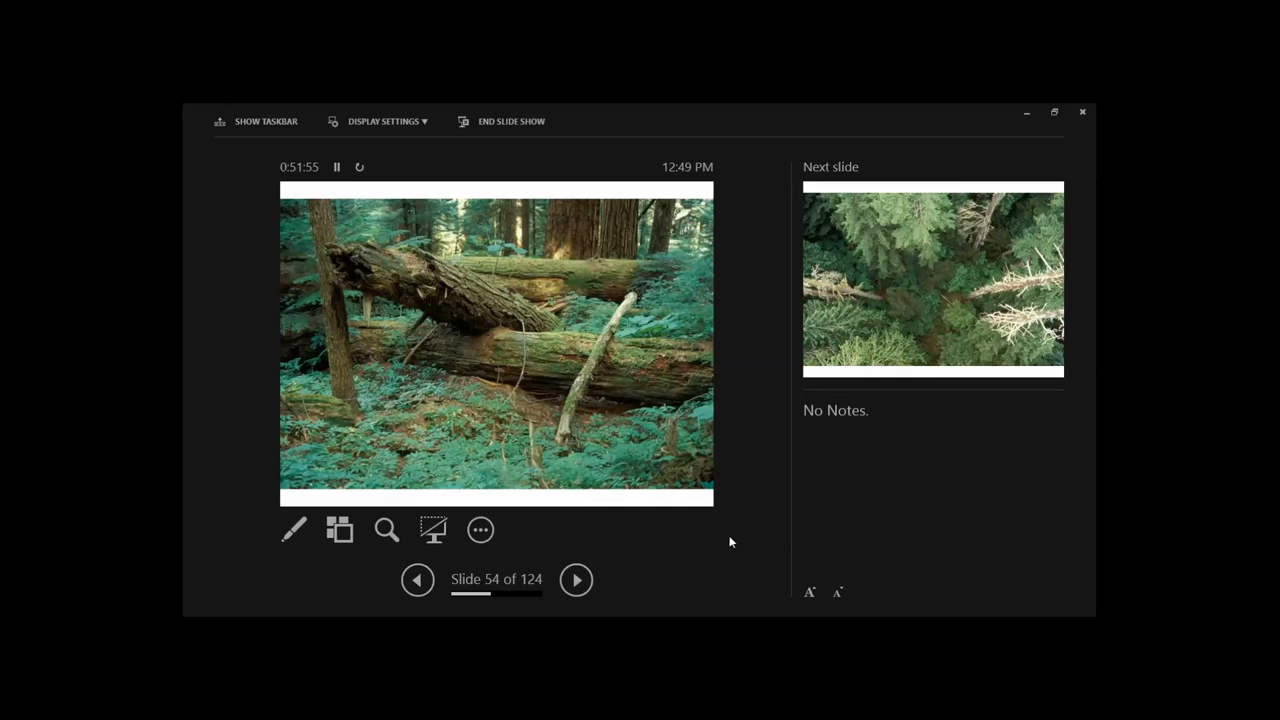 SHOW TASKBAR
DISPLAY SETTINGS ▼
END SLIDE SHOW
0:51:55
12:49 PM
Next slide
No Notes.
Slide 54 of 124
A A